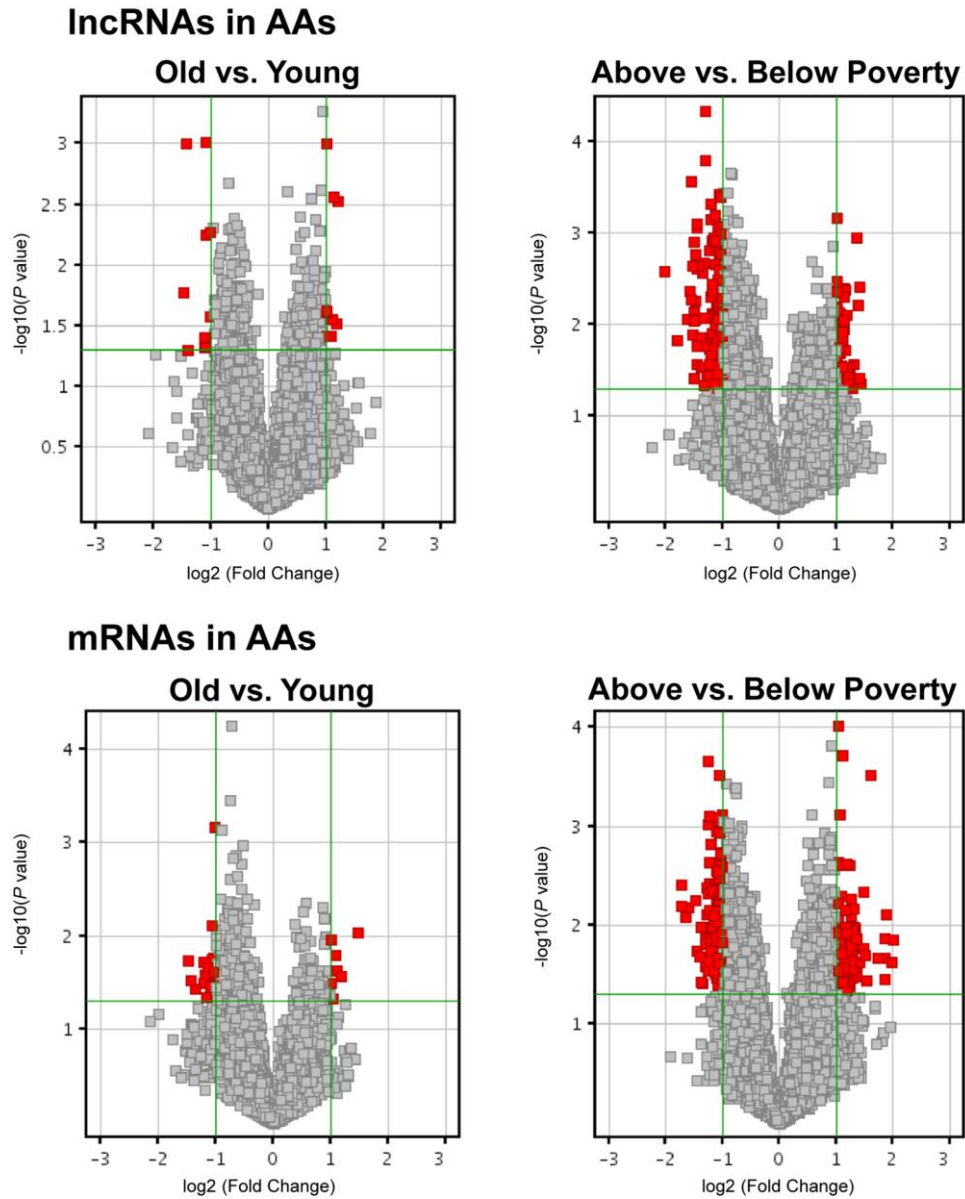 lncRNAs in AAs
Old vs. Young
Above vs. Below Poverty
-log10(P value)
3
2.5
2
1.5
1
0.5
-3 -2 -1 0 1 2 3
log2 (Fold Change)
-log10(P value)
4
3
2
1
-3 -2 -1 0 1 2 3
log2 (Fold Change)
mRNAs in AAs
Old vs. Young
Above vs. Below Poverty
-log10(P value)
4
3
2
1
-3 -2 -1 0 1 2 3
log2 (Fold Change)
-log10(P value)
4
3
2
1
-3 -2 -1 0 1 2 3
log2 (Fold Change)